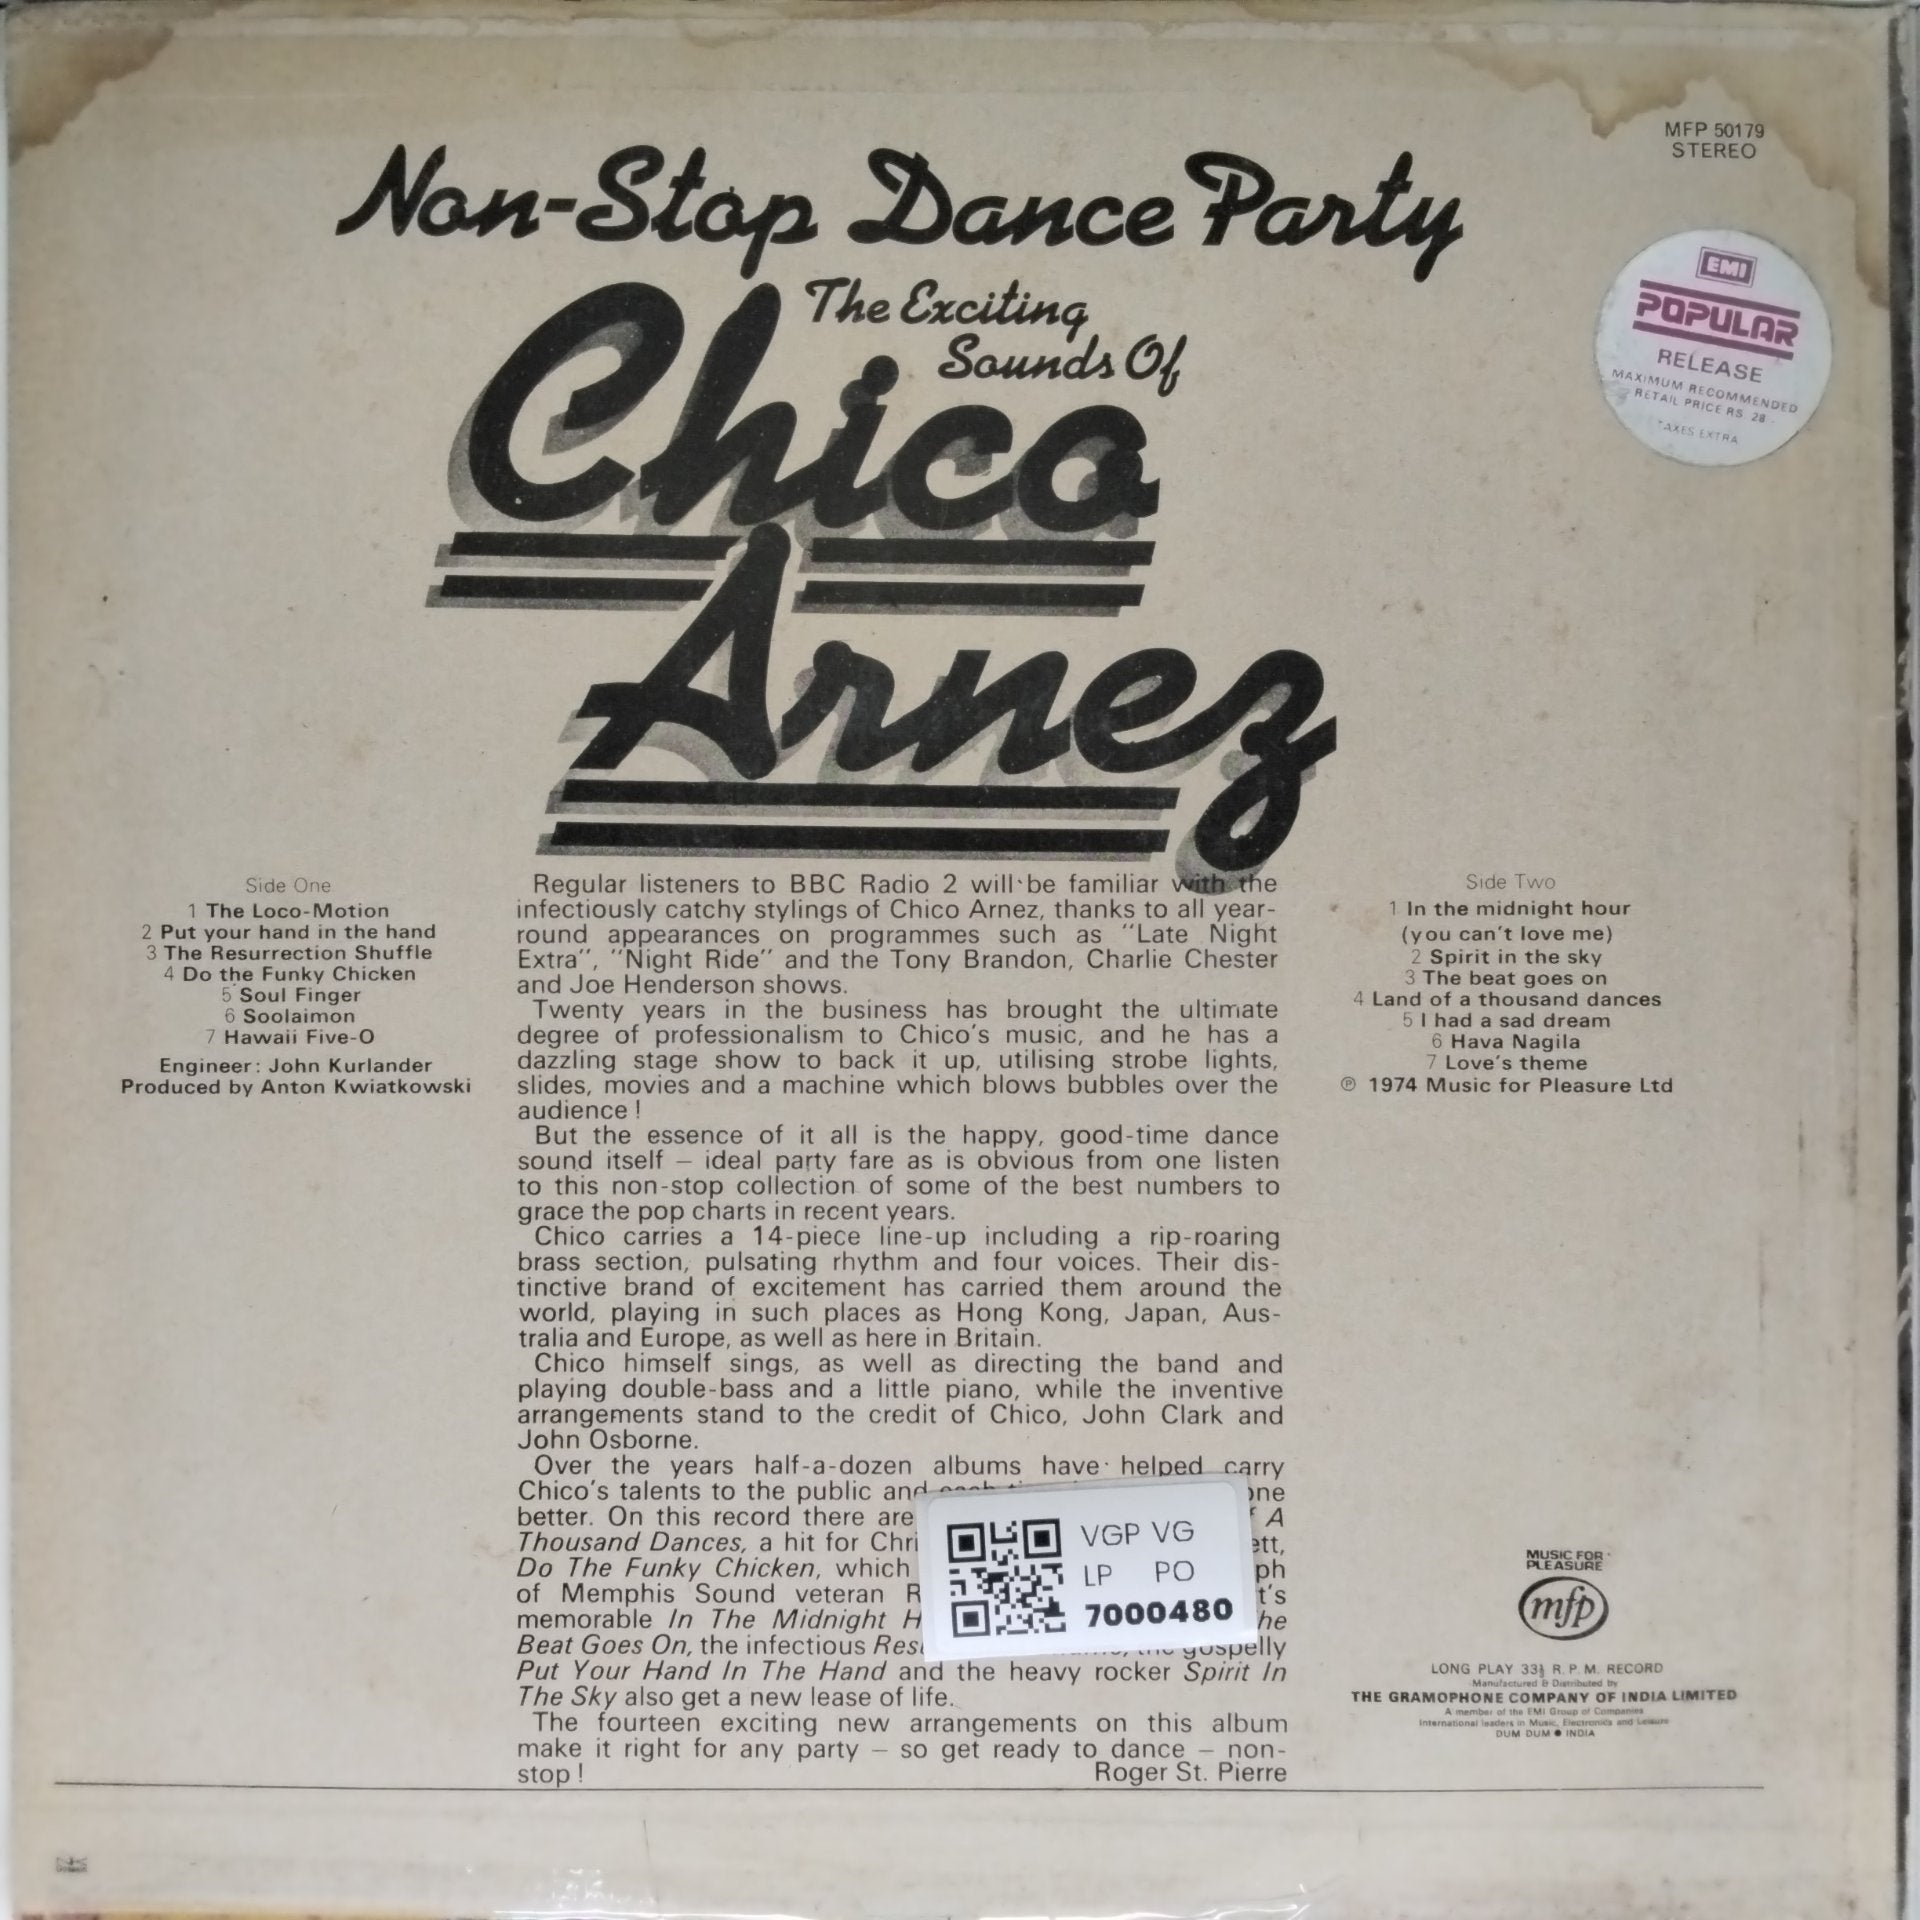 MFP 50179
STEREO
Non-Stop Dance Party
The Exciting
Sounds Of
Chico
Arnez
EMI
POPULAR
RELEASE
MAXIMUM RECOMMENDED
RETAIL PRICE RS. 28
TAXES EXTRA
Side One
1 The Loco-Motion
2 Put your hand in the hand
3 The Resurrection Shuffle
4 Do the Funky Chicken
5 Soul Finger
6 Soolaimon
7 Hawaii Five-O
Engineer: John Kurlander
Produced by Anton Kwiatkowski
Regular listeners to BBC Radio 2 will be familiar with the
infectiously catchy stylings of Chico Arnez, thanks to all year-
round appearances on programmes such as "Late Night
Extra", "Night Ride" and the Tony Brandon, Charlie Chester
and Joe Henderson shows.
Twenty years in the business has brought the ultimate
degree of professionalism to Chico's music, and he has a
dazzling stage show to back it up, utilising strobe lights,
slides, movies and a machine which blows bubbles over the
audience!
But the essence of it all is the happy, good-time dance
sound itself – ideal party fare as is obvious from one listen
to this non-stop collection of some of the best numbers to
grace the pop charts in recent years.
Chico carries a 14-piece line-up including a rip-roaring
brass section, pulsating rhythm and four voices. Their dis-
tinctive brand of excitement has carried them around the
world, playing in such places as Hong Kong, Japan, Aus-
tralia and Europe, as well as here in Britain.
Chico himself sings, as well as directing the band and
playing double-bass and a little piano, while the inventive
arrangements stand to the credit of Chico, John Clark and
John Osborne.
Over the years half-a-dozen albums have helped carry
Chico's talents to the public and
better. On this record there are A
Thousand Dances, a hit for
Do The Funky Chicken, which
of Memphis Sound veteran
memorable In The Midnight
Beat Goes On, the infectious gospelly
Put Your Hand In The Hand and the heavy rocker Spirit In
The Sky also get a new lease of life.
The fourteen exciting new arrangements on this album
make it right for any party – so get ready to dance – non-
stop! Roger St. Pierre
VGP VG
LP PO
7000480
Side Two
1 In the midnight hour
(you can't love me)
2 Spirit in the sky
3 The beat goes on
4 Land of a thousand dances
5 I had a sad dream
6 Hava Nagila
7 Love's theme
℗ 1974 Music for Pleasure Ltd
MUSIC FOR
PLEASURE
mfp
LONG PLAY 33⅓ R.P.M. RECORD
Manufactured & Distributed by
THE GRAMOPHONE COMPANY OF INDIA LIMITED
A member of the EMI Group of Companies
International leaders in Music, Electronics and Leisure
DUM DUM ● INDIA